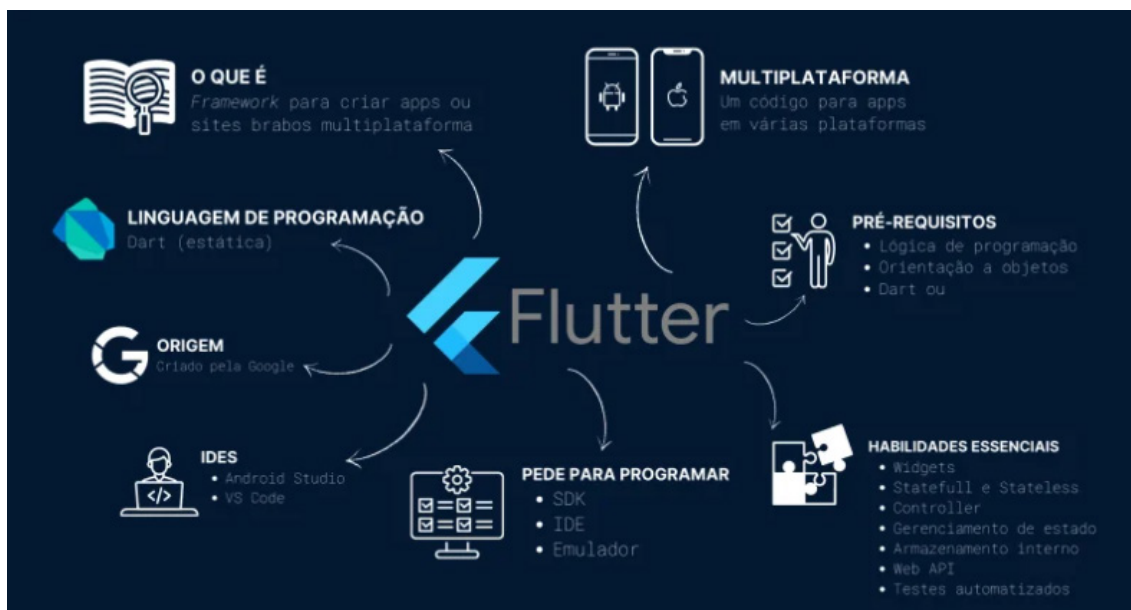 O QUE É
Framework para criar apps ou
sites brabos multiplataforma
MULTIPLATAFORMA
Um código para apps
em várias plataformas
LINGUAGEM DE PROGRAMAÇÃO
Dart (estática)
PRÉ-REQUISITOS
• Lógica de programação
• Orientação a objetos
• Dart ou
Flutter
ORIGEM
Criado pela Google
IDES
• Android Studio
• VS Code
PEDE PARA PROGRAMAR
• SDK
• IDE
• Emulador
HABILIDADES ESSENCIAIS
• Widgets
• Statefull e Stateless
• Controller
• Gerenciamento de estado
• Armazenamento interno
• Web API
• Testes automatizados